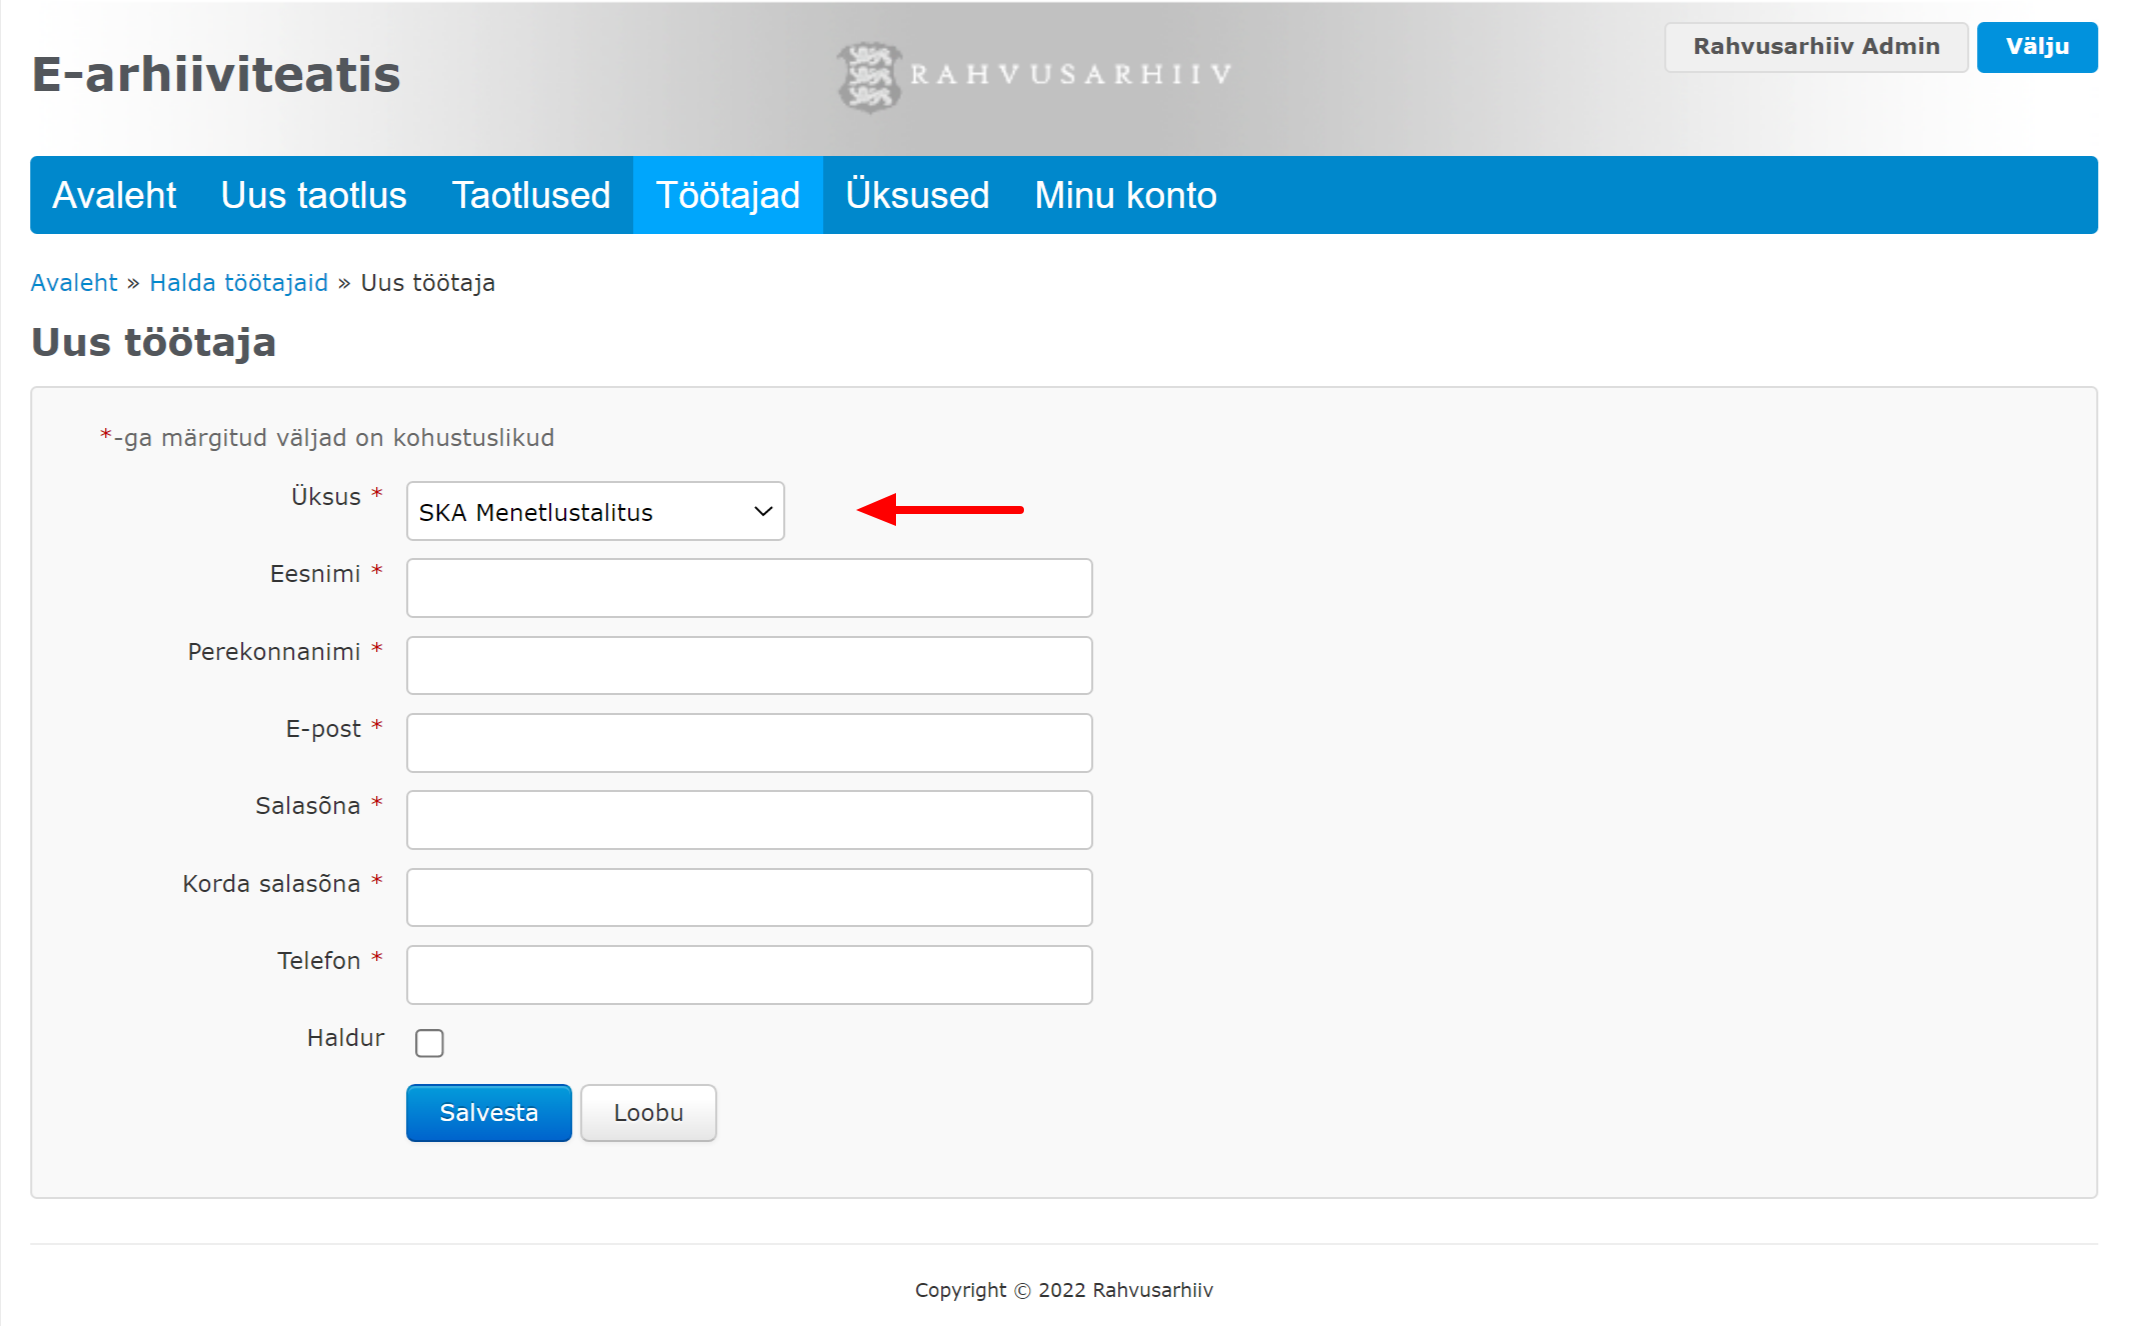 E-arhiiviteatis
RAHVUSARHIIV
Rahvusarhiiv Admin
Välju
Avaleht Uus taotlus Taotlused Töötajad Üksused Minu konto
Avaleht » Halda töötajaid » Uus töötaja
Uus töötaja
*-ga märgitud väljad on kohustuslikud
Üksus * SKA Menetlustalitus
Eesnimi *
Perekonnanimi *
E-post *
Salasõna *
Korda salasõna *
Telefon *
Haldur
Salvesta Loobu
Copyright © 2022 Rahvusarhiiv